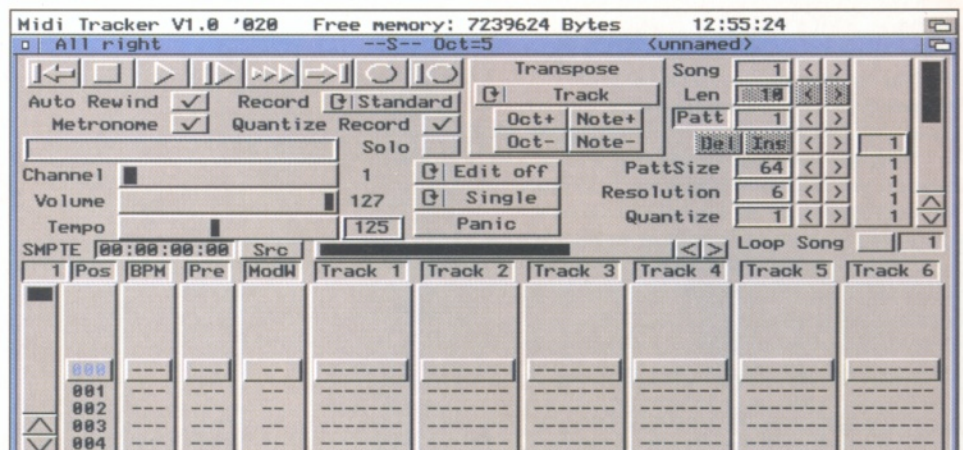 Midi Tracker V1.0 '020 Free memory: 7239624 Bytes 12:55:24
All right --S-- Oct=5 <unnamed>
Transpose Song 1 < >
Auto Rewind Record Standard Track Len 10 < >
Metronome Quantize Record Oct+ Note+ Patt 1 < >
Solo Oct- Note- Del Ins < > 1
Channel 1 Edit off PattSize 64 < > 1
Volume 127 Single Resolution 6 < > 1
Tempo 125 Panic Quantize 1 < > 1
SMPTE 00:00:00:00 Src < > Loop Song 1
1 Pos BPM Pre ModW Track 1 Track 2 Track 3 Track 4 Track 5 Track 6
000 --- --- -- ------- ------- ------- ------- ------- -------
001 --- --- -- ------- ------- ------- ------- ------- -------
002 --- --- -- ------- ------- ------- ------- ------- -------
003 --- --- -- ------- ------- ------- ------- ------- -------
004 --- --- -- ------- ------- ------- ------- ------- -------